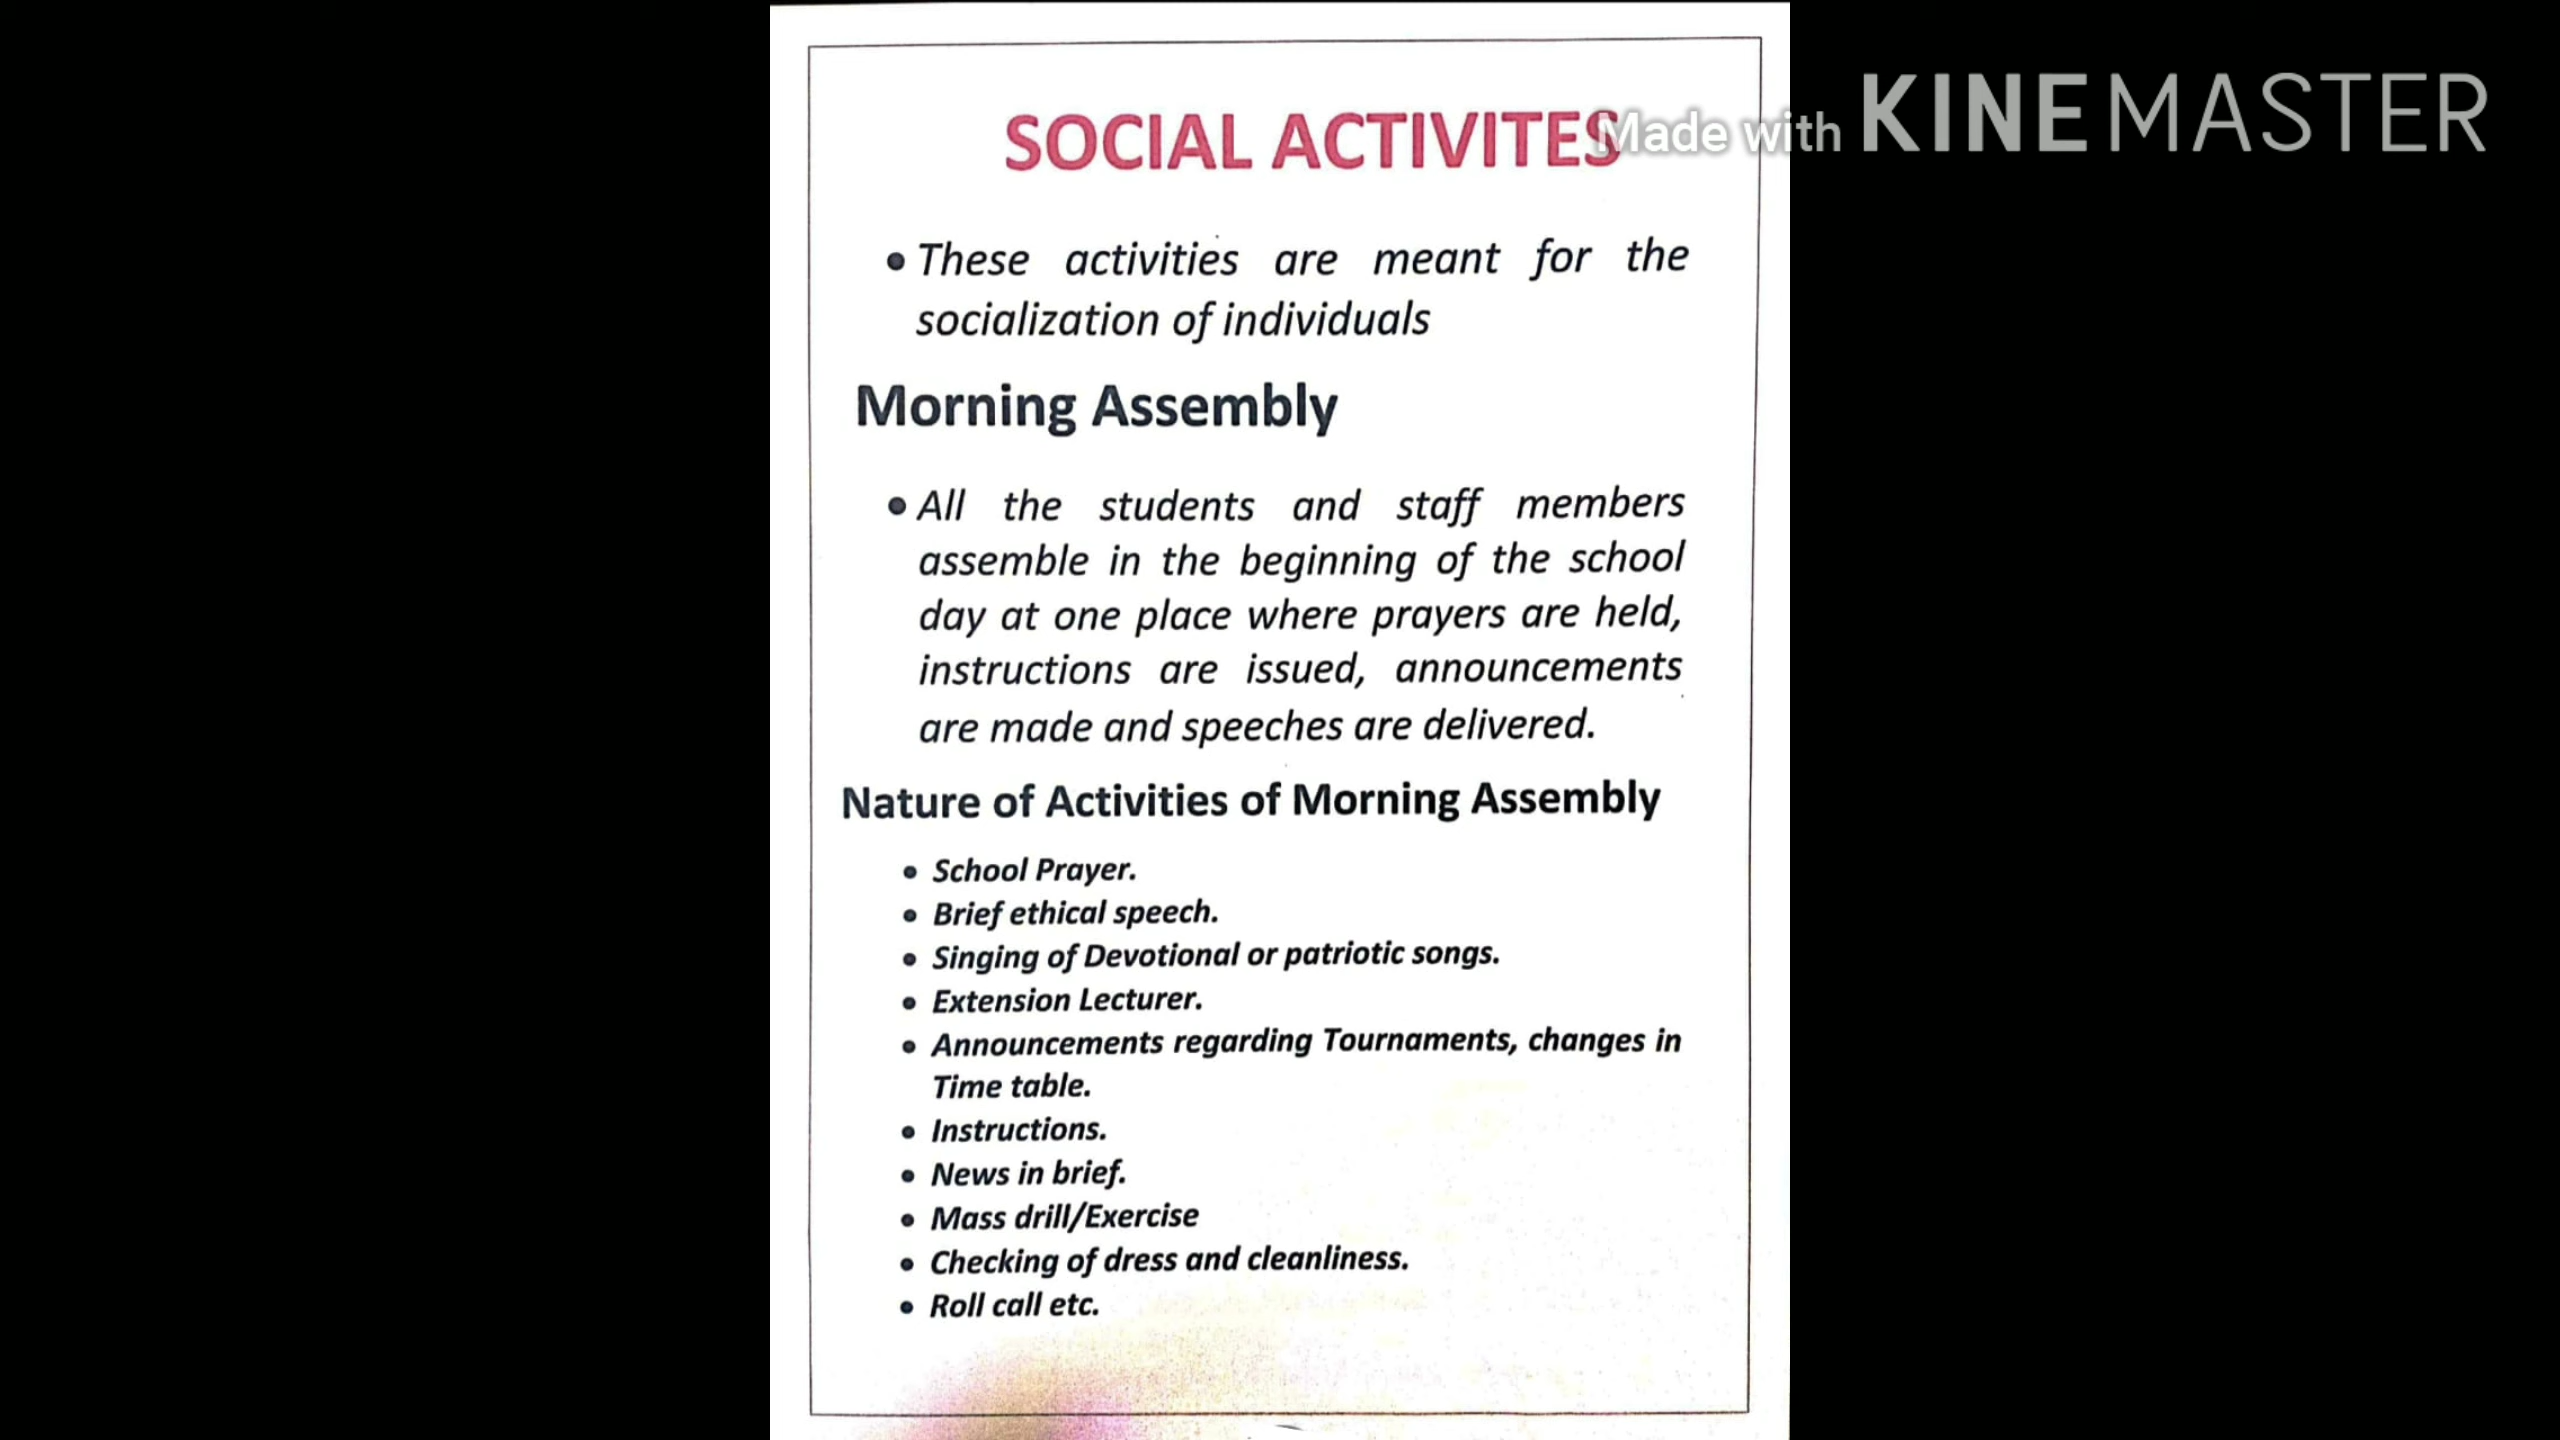 SOCIAL ACTIVITES
Made with KINEMASTER
• These activities are meant for the
socialization of individuals
Morning Assembly
• All the students and staff members
assemble in the beginning of the school
day at one place where prayers are held,
instructions are issued, announcements
are made and speeches are delivered.
Nature of Activities of Morning Assembly
• School Prayer.
• Brief ethical speech.
• Singing of Devotional or patriotic songs.
• Extension Lecturer.
• Announcements regarding Tournaments, changes in
Time table.
• Instructions.
• News in brief.
• Mass drill/Exercise
• Checking of dress and cleanliness.
• Roll call etc.